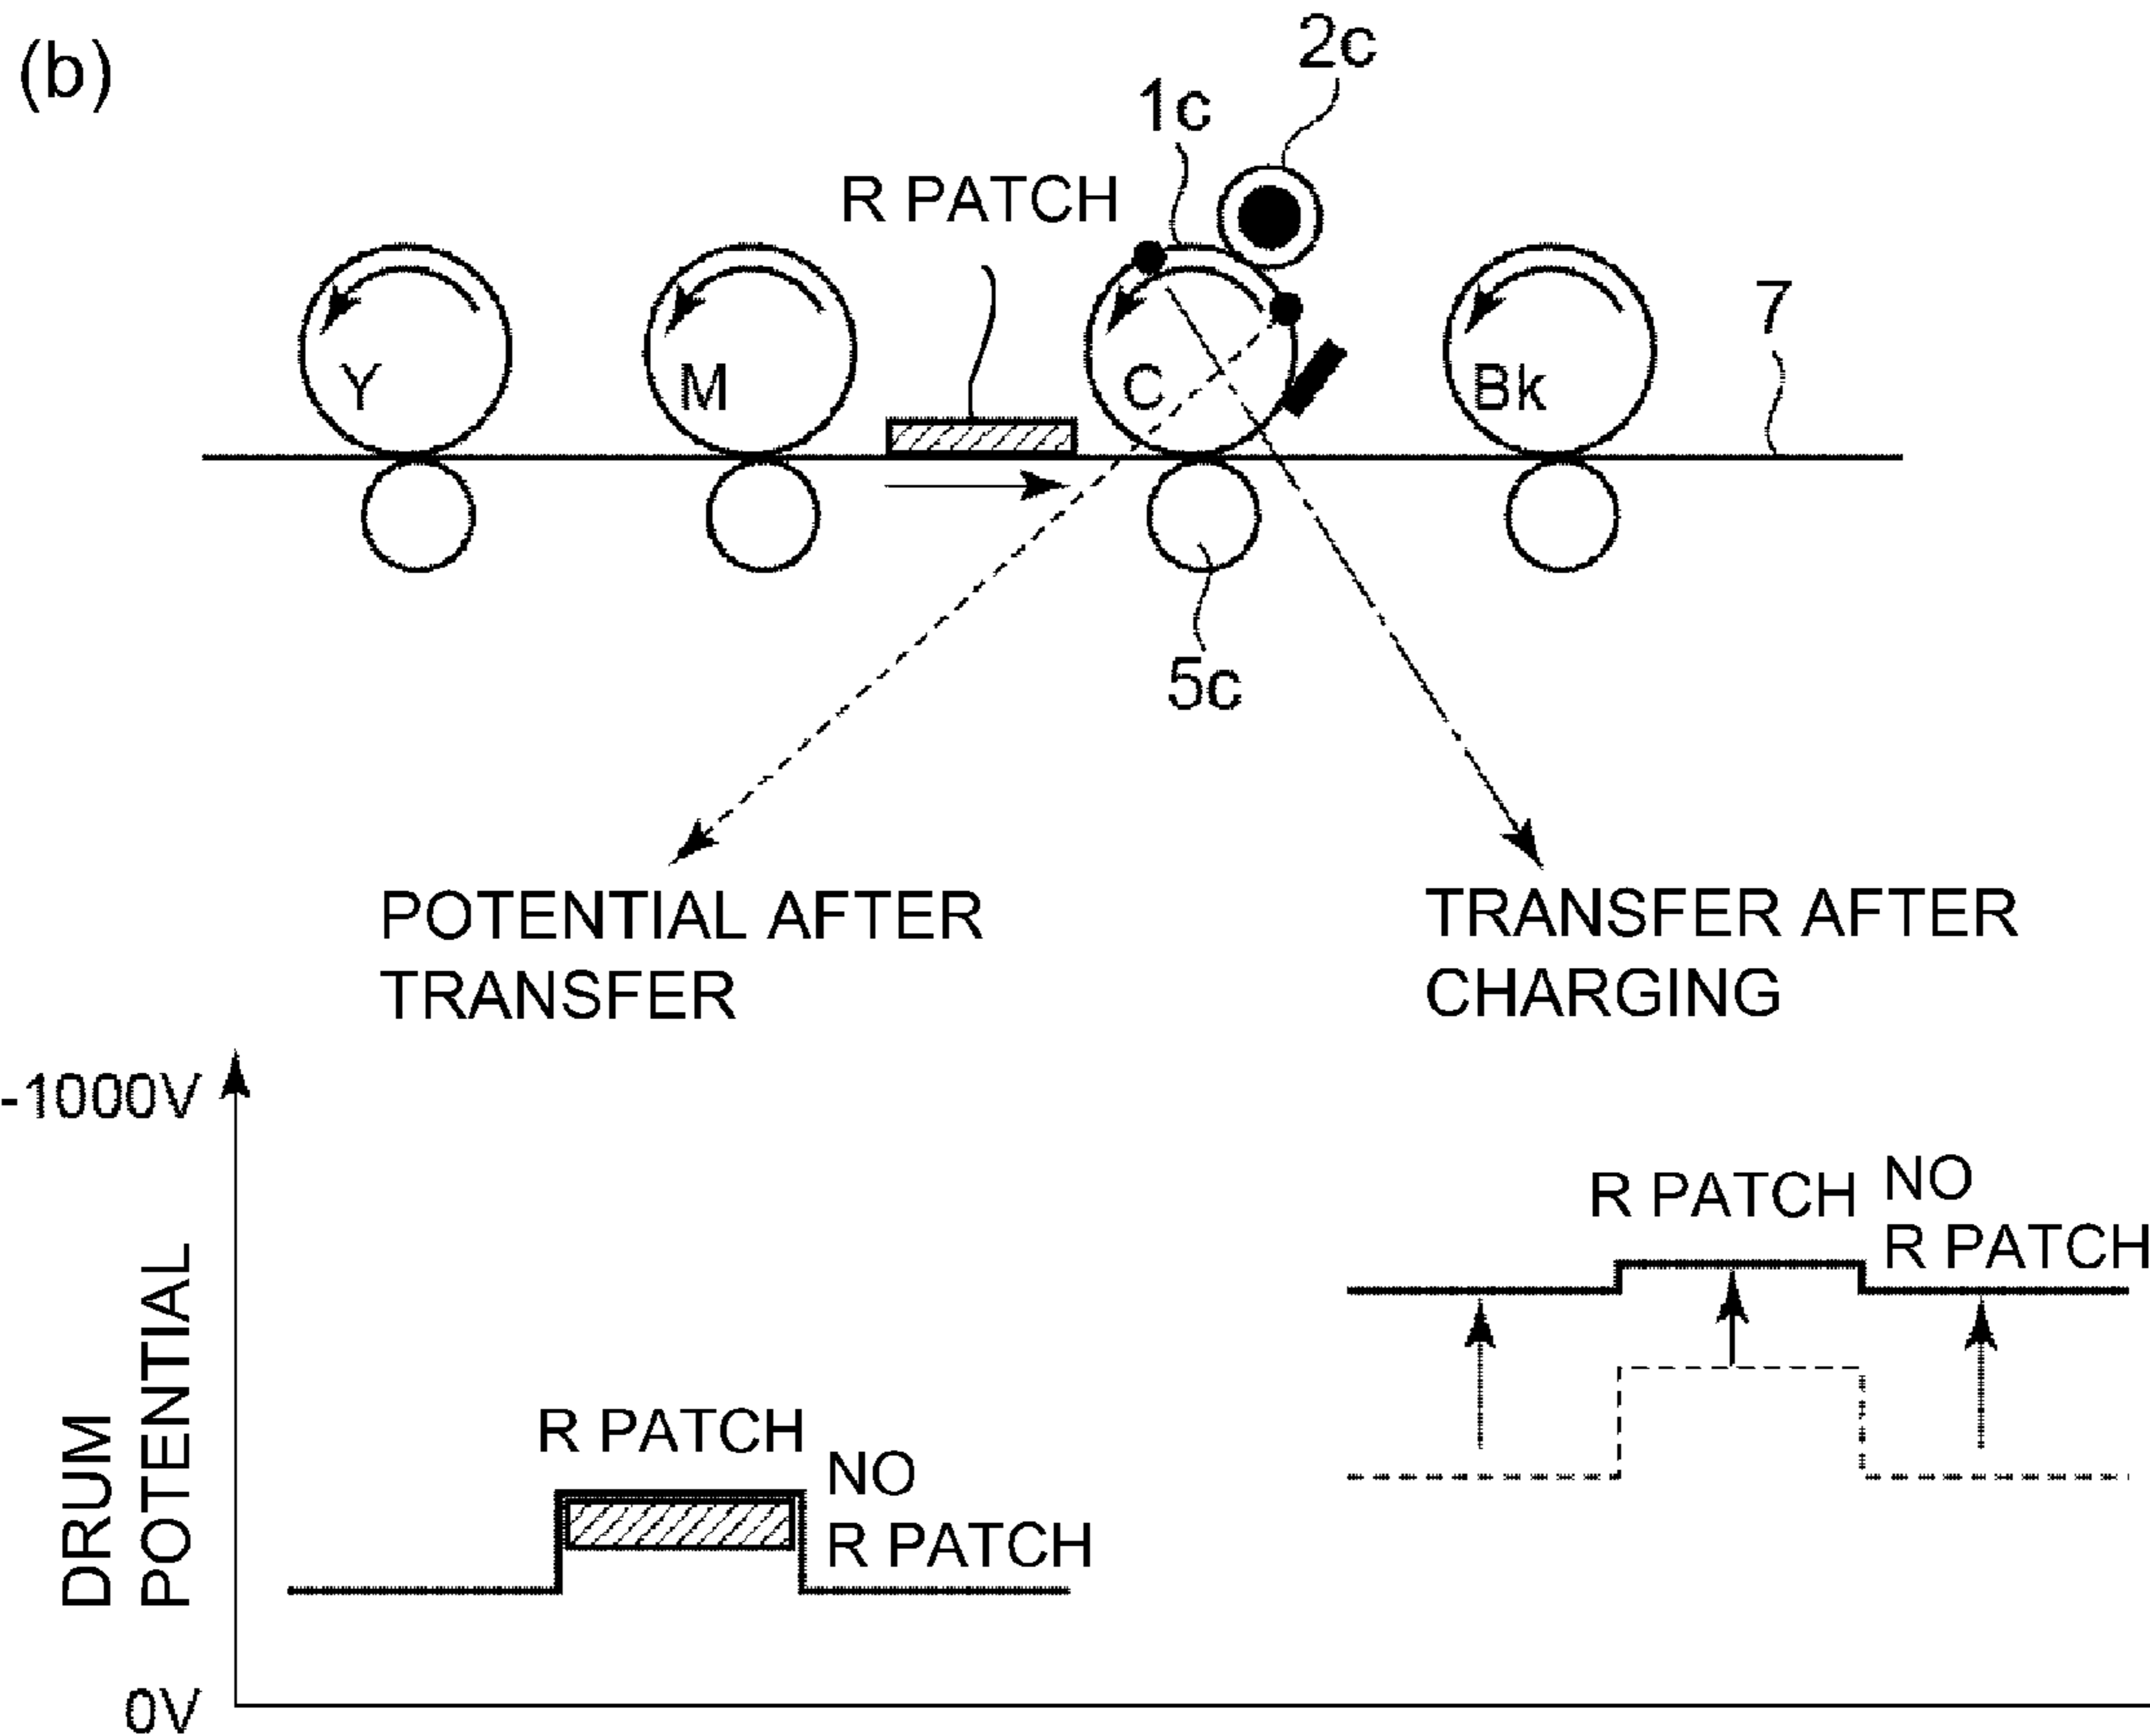 (b)
2c
1c
R PATCH
7
Y
M
C
Bk
5c
POTENTIAL AFTER
TRANSFER
TRANSFER AFTER
CHARGING
-1000V
DRUM
POTENTIAL
0V
R PATCH
NO
R PATCH
R PATCH
NO
R PATCH